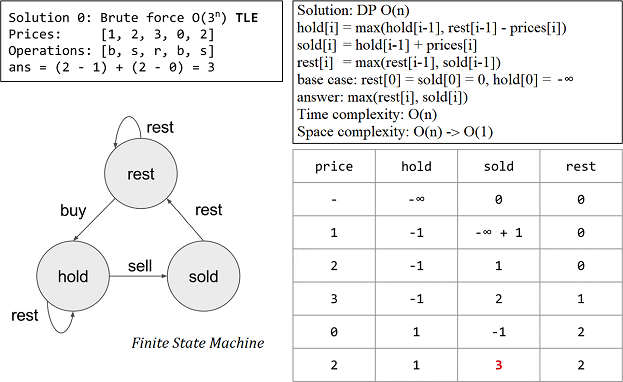 Solution 0: Brute force O(3ⁿ) TLE
Prices:     [1, 2, 3, 0, 2]
Operations: [b, s, r, b, s]
ans = (2 - 1) + (2 - 0) = 3
Solution: DP O(n)
hold[i] = max(hold[i-1], rest[i-1] - prices[i])
sold[i] = hold[i-1] + prices[i]
rest[i]  = max(rest[i-1], sold[i-1])
base case: rest[0] = sold[0] = 0, hold[0] = -∞
answer: max(rest[i], sold[i])
Time complexity: O(n)
Space complexity: O(n) -> O(1)
rest
rest
buy
rest
hold
sell
sold
rest
Finite State Machine
price hold sold rest
- -∞ 0 0
1 -1 -∞ + 1 0
2 -1 1 0
3 -1 2 1
0 1 -1 2
2 1 3 2